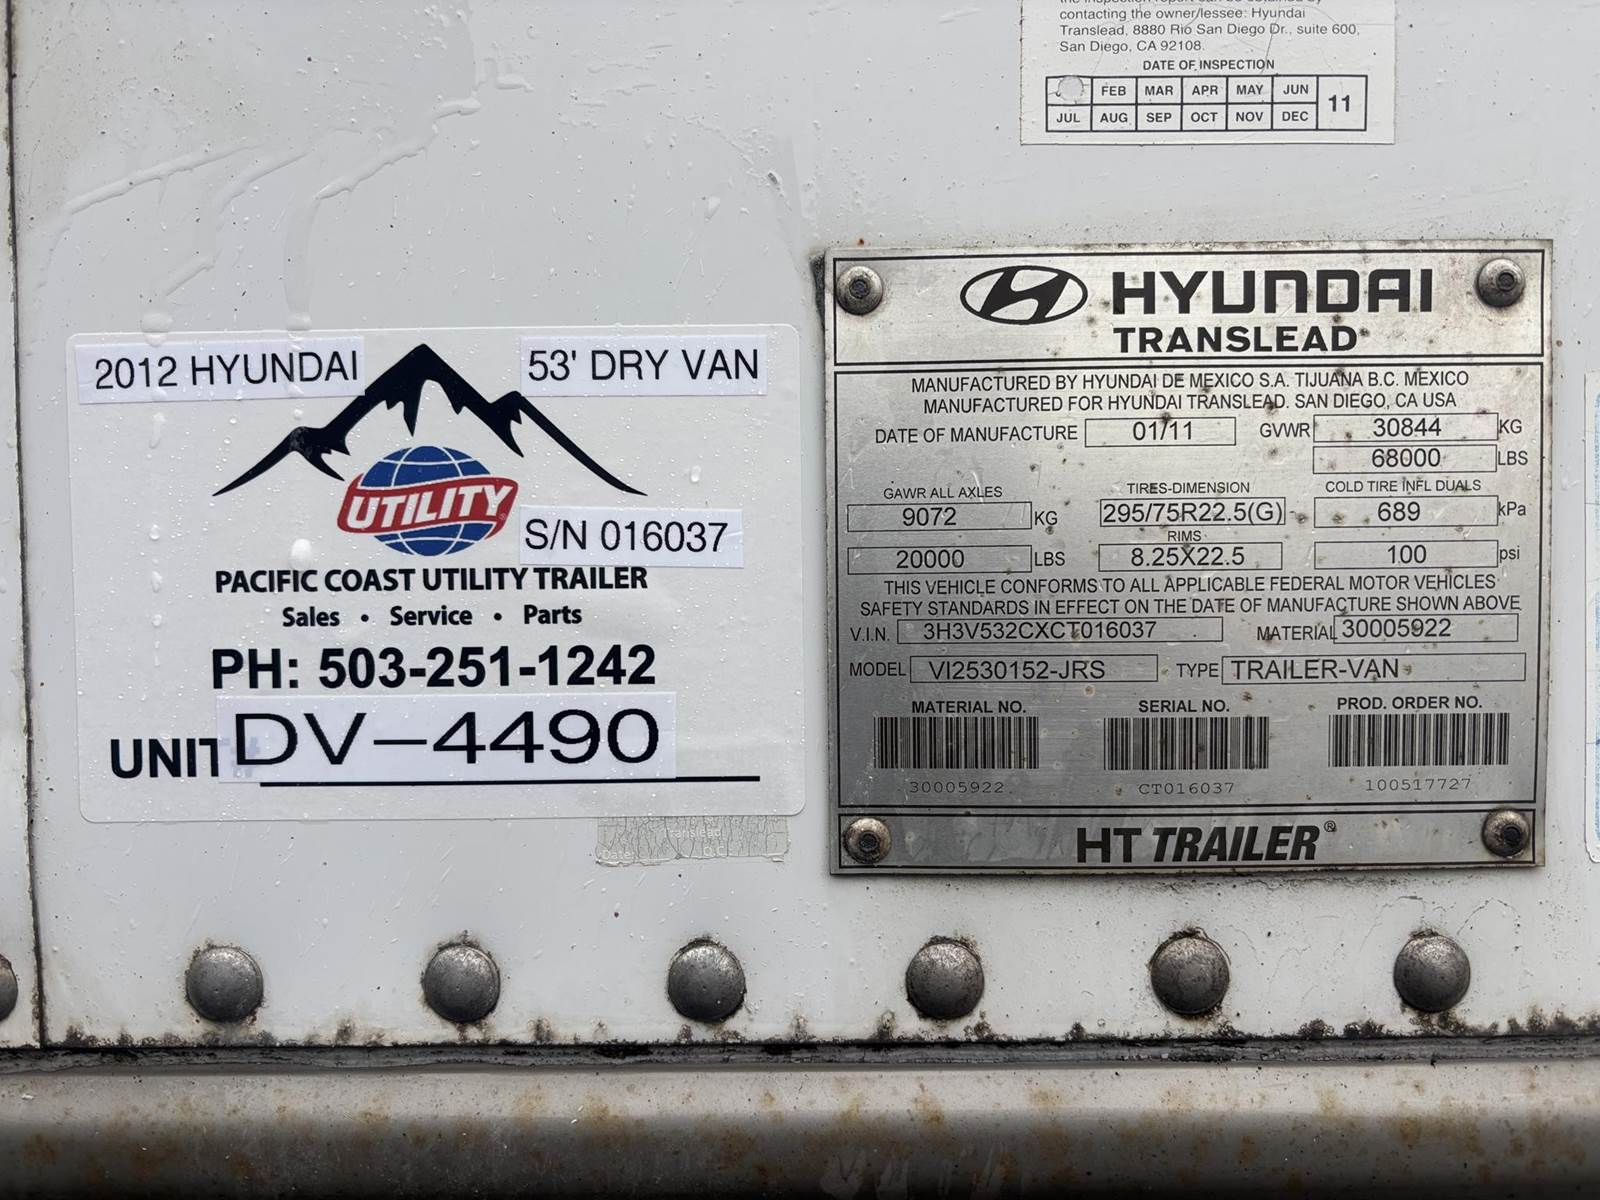 contacting the owner/lessee: Hyundai
Translead, 8880 Rio San Diego Dr., suite 600,
San Diego, CA 92108.
DATE OF INSPECTION
FEB MAR APR MAY JUN
JUL AUG SEP OCT NOV DEC
11
2012 HYUNDAI
53' DRY VAN
UTILITY
S/N 016037
PACIFIC COAST UTILITY TRAILER
Sales • Service • Parts
PH: 503-251-1242
UNIT DV-4490
Translead
Date
HYUNDAI
TRANSLEAD
MANUFACTURED BY HYUNDAI DE MEXICO S.A. TIJUANA B.C. MEXICO
MANUFACTURED FOR HYUNDAI TRANSLEAD. SAN DIEGO, CA USA
DATE OF MANUFACTURE 01/11 GVWR 30844 KG
68000 LBS
GAWR ALL AXLES TIRES-DIMENSION COLD TIRE INFL DUALS
9072 KG 295/75R22.5(G) 689 kPa
RIMS
20000 LBS 8.25X22.5 100 psi
THIS VEHICLE CONFORMS TO ALL APPLICABLE FEDERAL MOTOR VEHICLES
SAFETY STANDARDS IN EFFECT ON THE DATE OF MANUFACTURE SHOWN ABOVE
V.I.N. 3H3V532CXCT016037 MATERIAL 30005922
MODEL VI2530152-JRS TYPE TRAILER-VAN
MATERIAL NO. SERIAL NO. PROD. ORDER NO.
30005922 CT016037 100517727
HT TRAILER®